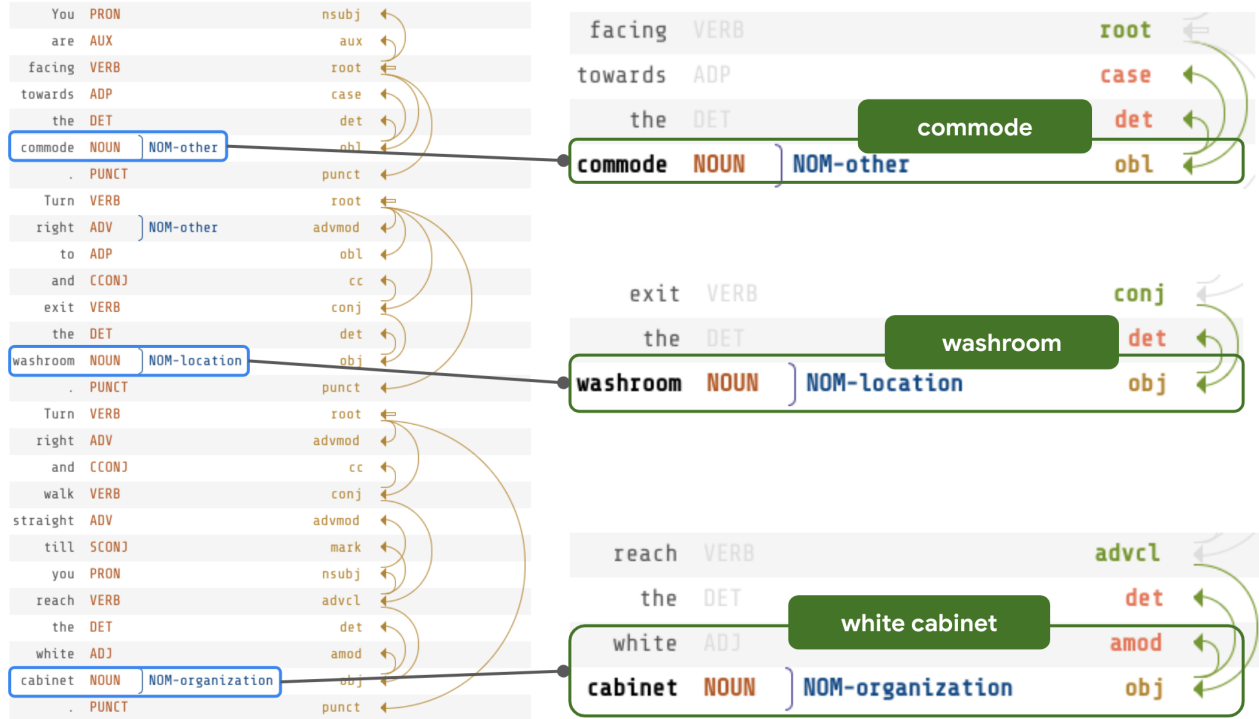 You PRON nsubj
are AUX aux
facing VERB root
towards ADP case
the DET det
commode NOUN NOM-other obl
. PUNCT punct
Turn VERB root
right ADV NOM-other advmod
to ADP obl
and CCONJ cc
exit VERB conj
the DET det
washroom NOUN NOM-location obj
. PUNCT punct
Turn VERB root
right ADV advmod
and CCONJ cc
walk VERB conj
straight ADV advmod
till SCONJ mark
you PRON nsubj
reach VERB advcl
the DET det
white ADJ amod
cabinet NOUN NOM-organization obj
. PUNCT punct
facing VERB root
towards ADP case
the DET det
commode
commode NOUN NOM-other obl
exit VERB conj
the DET det
washroom
washroom NOUN NOM-location obj
reach VERB advcl
the DET det
white cabinet
white ADJ amod
cabinet NOUN NOM-organization obj